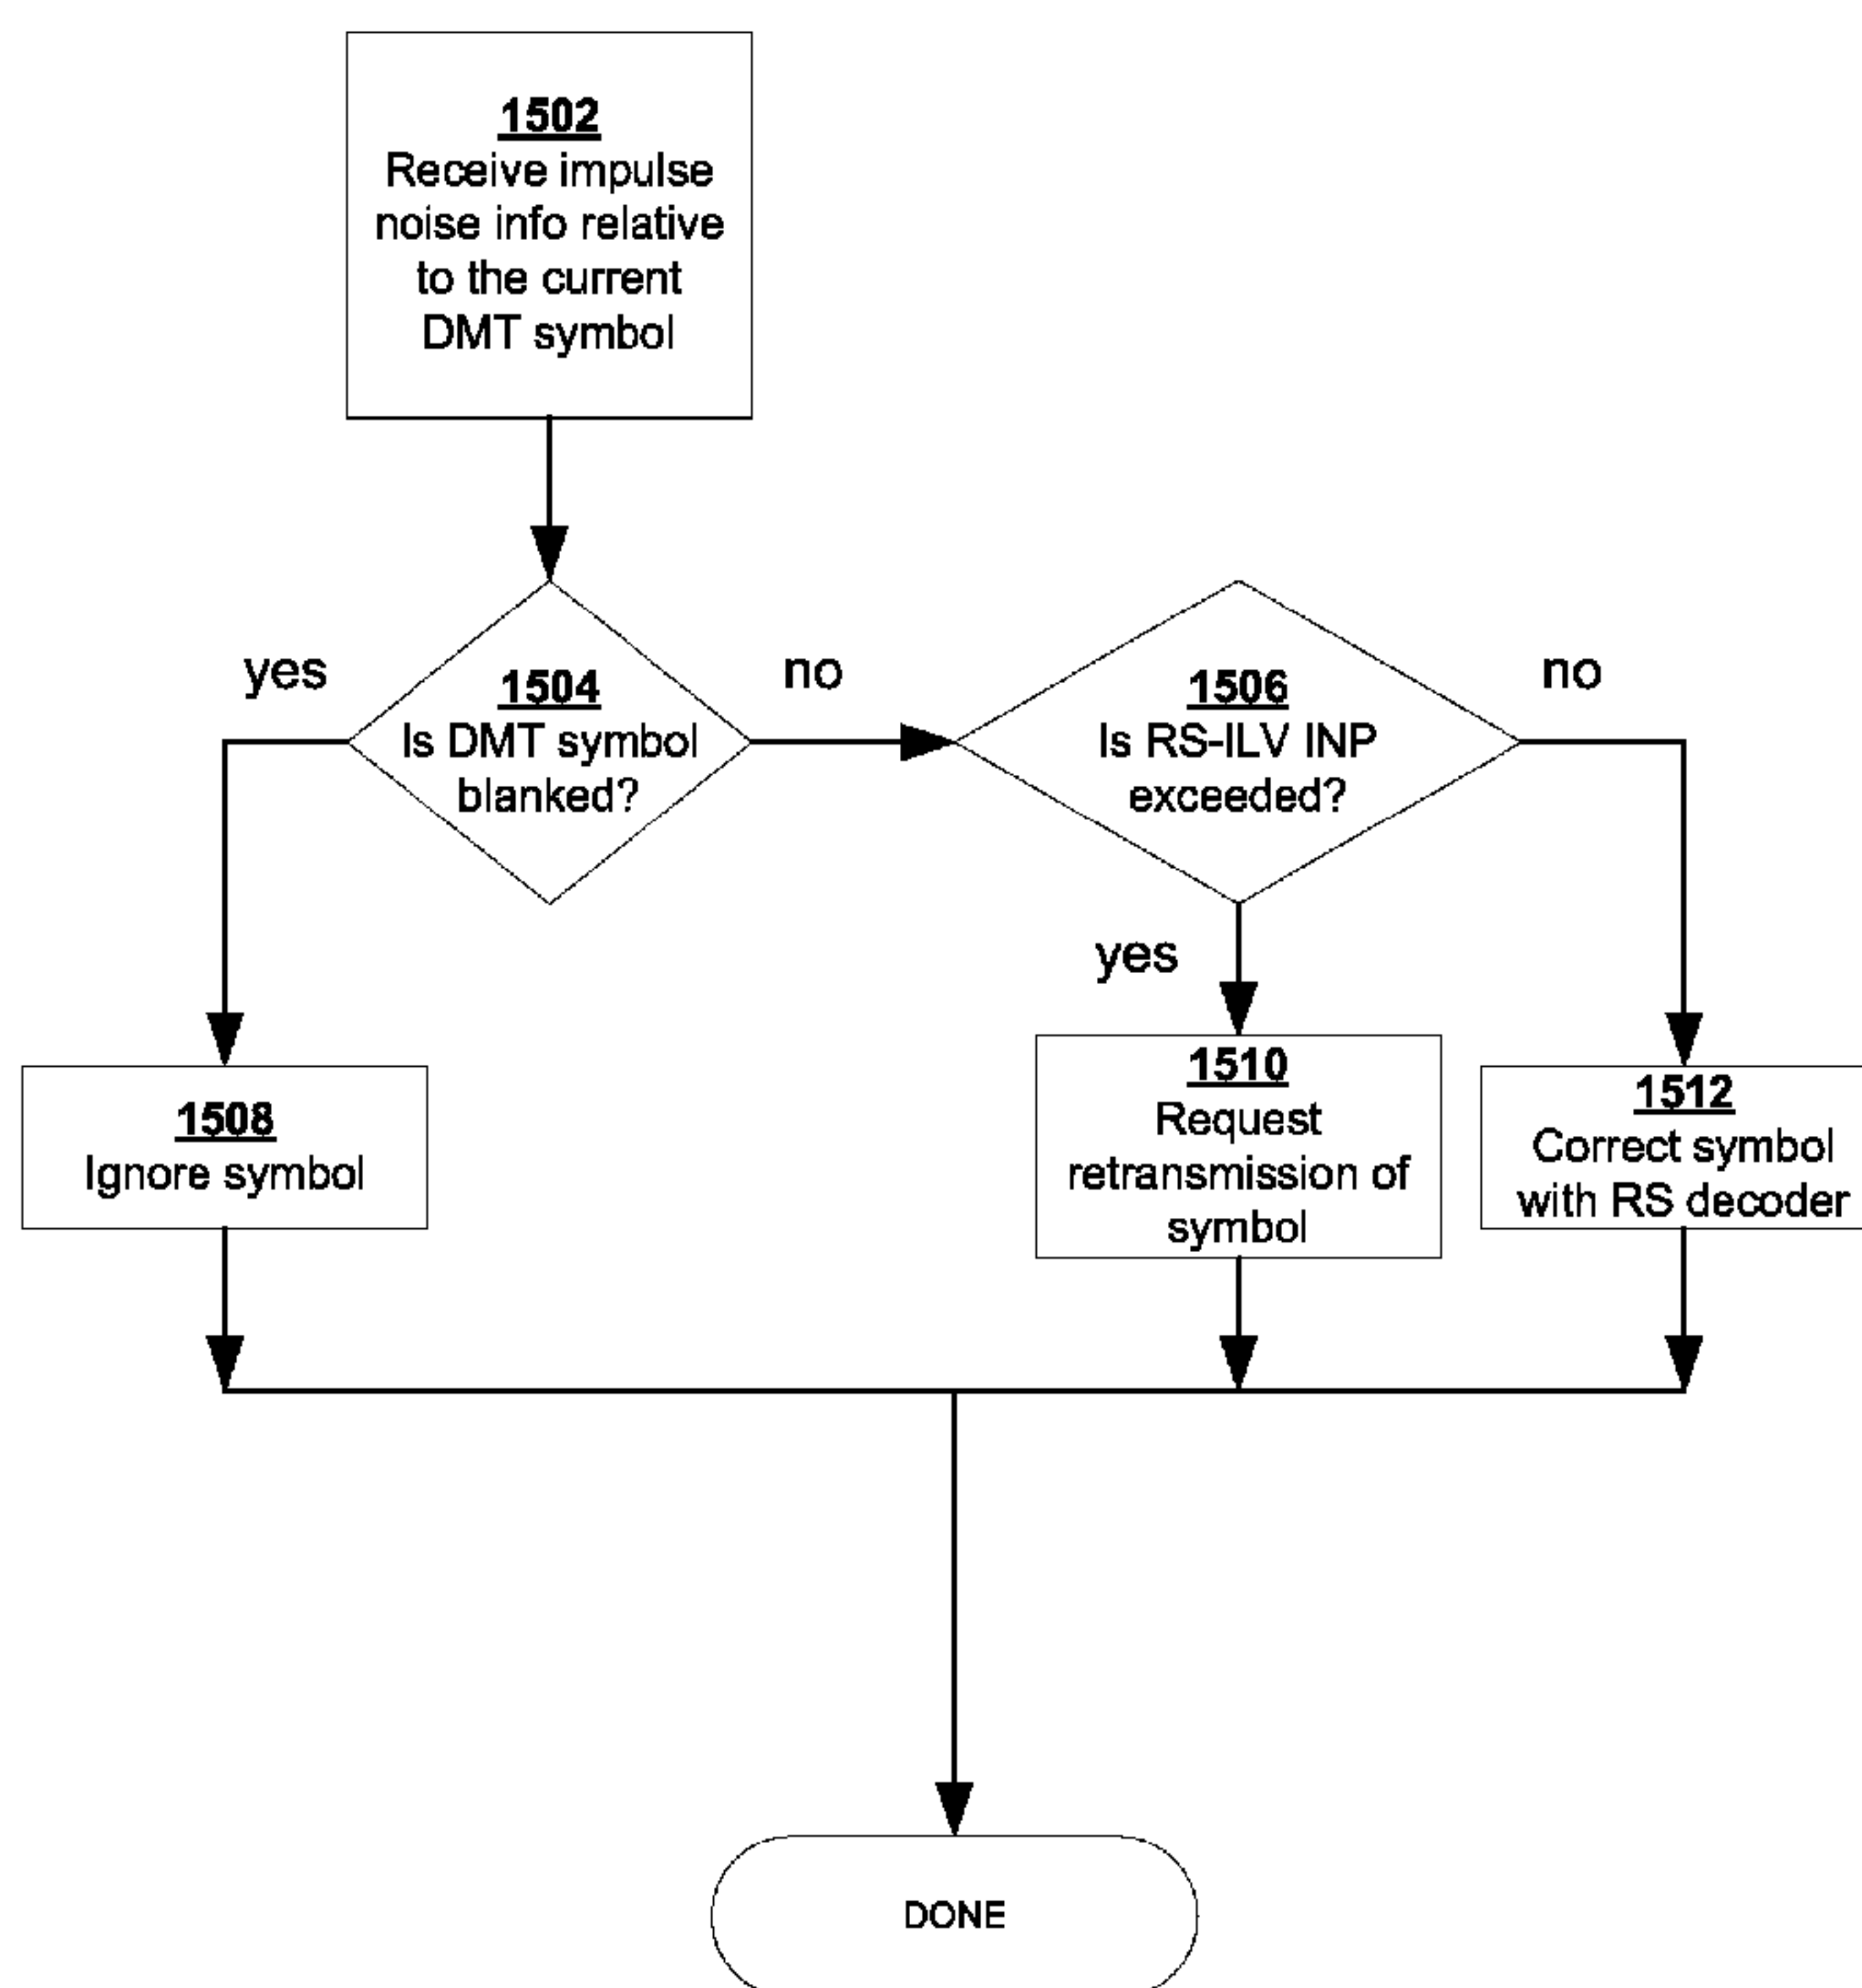 1502
Receive impulse
noise info relative
to the current
DMT symbol
yes
1504
Is DMT symbol
blanked?
no
1506
Is RS-ILV INP
exceeded?
no
yes
1508
Ignore symbol
1510
Request
retransmission of
symbol
1512
Correct symbol
with RS decoder
DONE